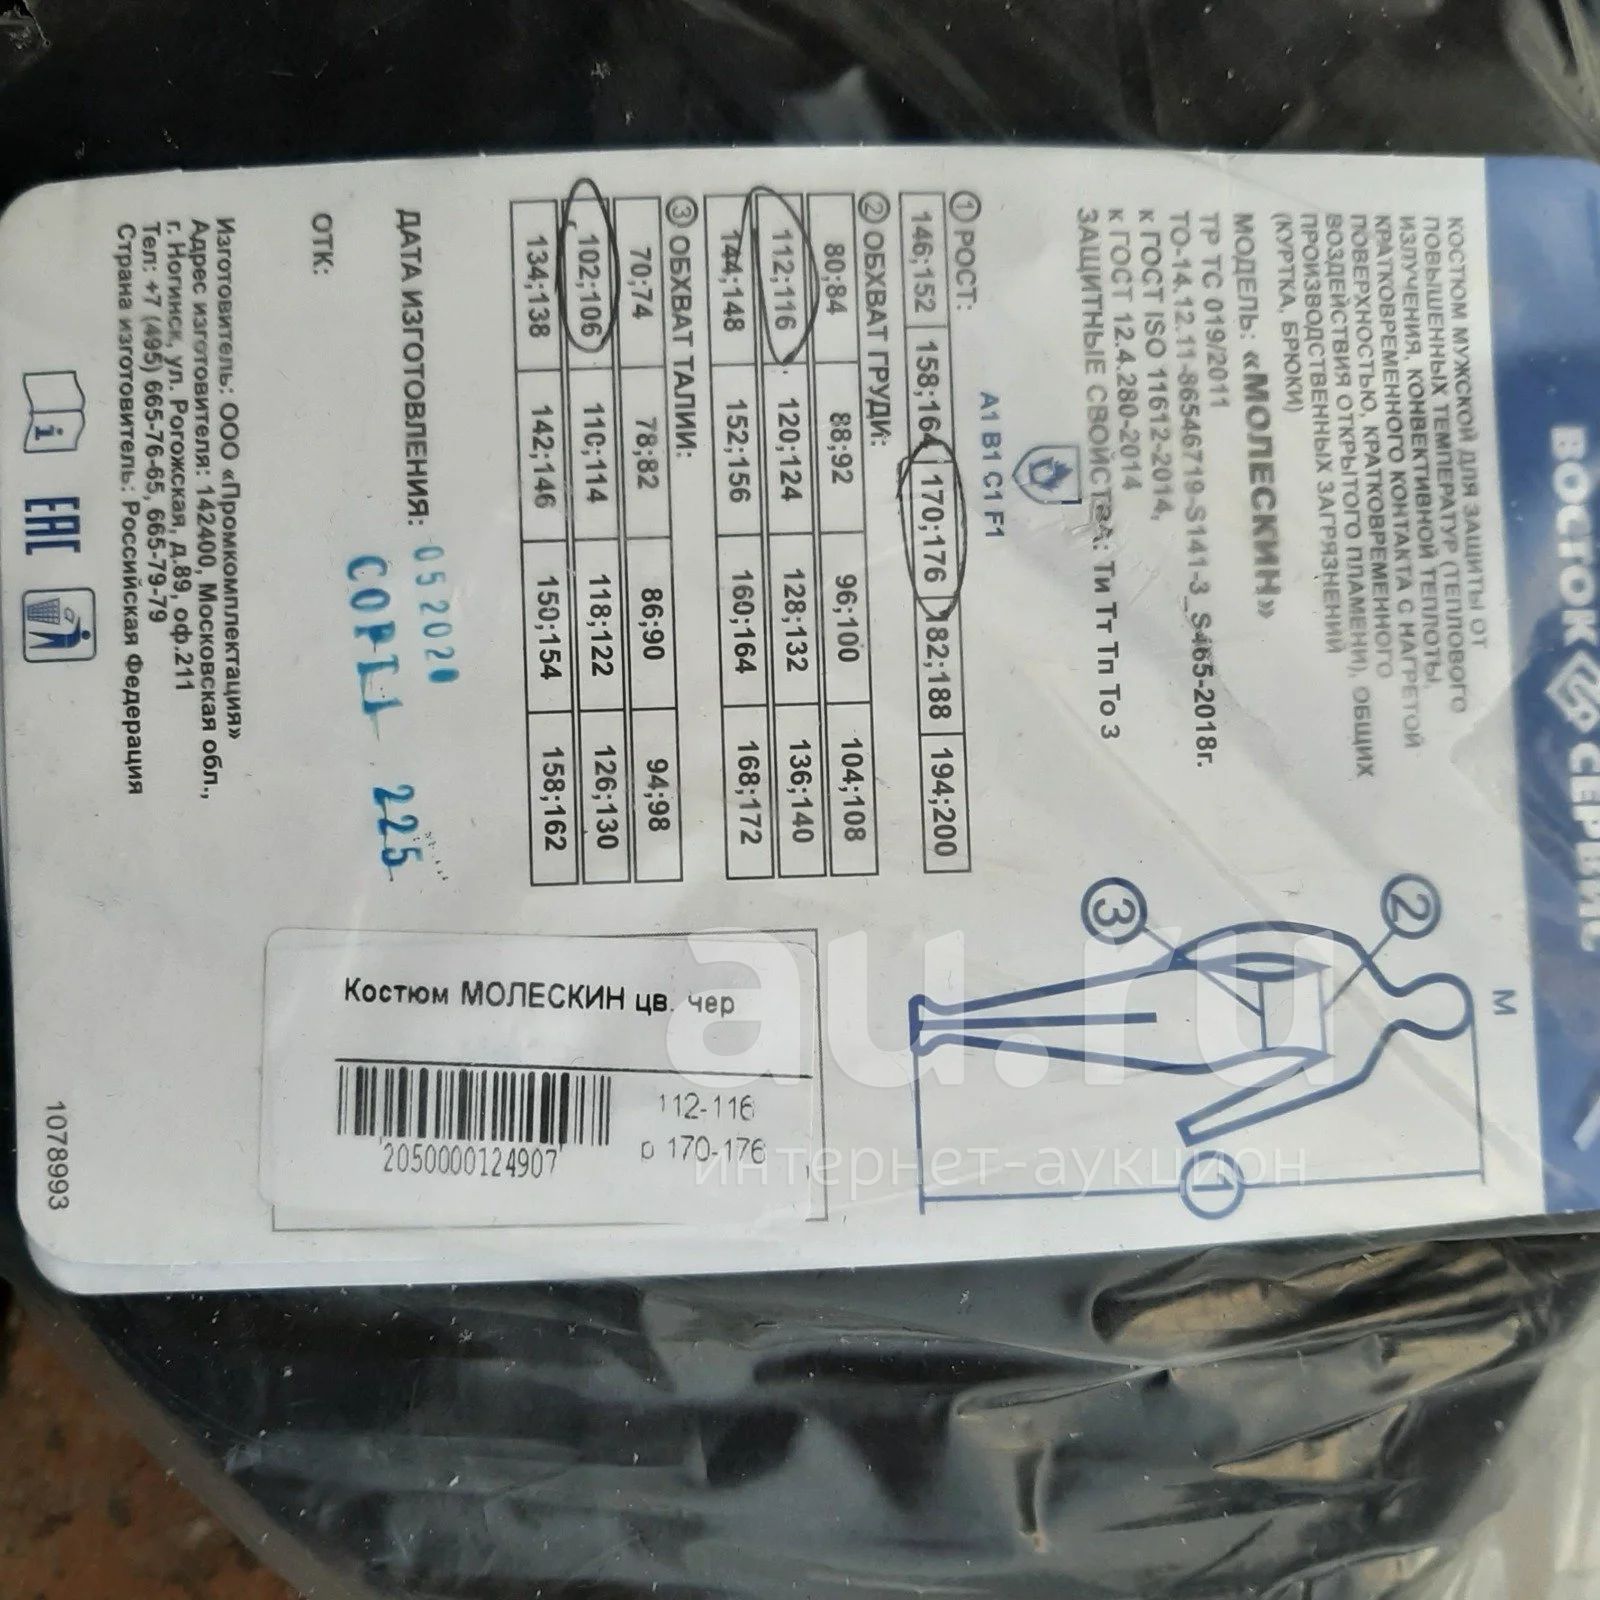 ВОСТОК СЕРВИС
М
КОСТЮМ МУЖСКОЙ ДЛЯ ЗАЩИТЫ ОТ
ПОВЫШЕННЫХ ТЕМПЕРАТУР (ТЕПЛОВОГО
ИЗЛУЧЕНИЯ, КОНВЕКТИВНОЙ ТЕПЛОТЫ,
КРАТКОВРЕМЕННОГО КОНТАКТА С НАГРЕТОЙ
ПОВЕРХНОСТЬЮ, КРАТКОВРЕМЕННОГО
ВОЗДЕЙСТВИЯ ОТКРЫТОГО ПЛАМЕНИ), ОБЩИХ
ПРОИЗВОДСТВЕННЫХ ЗАГРЯЗНЕНИЙ
(КУРТКА, БРЮКИ)
МОДЕЛЬ: «МОЛЕСКИН»
ТР ТС 019/2011
ТО-14.12.11-86546719-S141-3_S465-2018г.
к ГОСТ ISO 11612-2014,
к ГОСТ 12.4.280-2014
ЗАЩИТНЫЕ СВОЙСТВА: Ти Тт Тп То З
A1 B1 C1 F1
① РОСТ:
146;152 158;164 170;176 182;188 194;200
② ОБХВАТ ГРУДИ:
80;84 88;92 96;100 104;108
112;116 120;124 128;132 136;140
144;148 152;156 160;164 168;172
③ ОБХВАТ ТАЛИИ:
70;74 78;82 86;90 94;98
102;106 110;114 118;122 126;130
134;138 142;146 150;154 158;162
ДАТА ИЗГОТОВЛЕНИЯ: 05 2020
СОРТ1 225
ОТК:
Изготовитель: ООО «Промкомплектация»
Адрес изготовителя: 142400, Московская обл.,
г. Ногинск, ул. Рогожская, д.89, оф.211
Тел: +7 (495) 665-76-65, 665-79-79
Страна изготовитель: Российская Федерация
i
EAC
1078993
2
3
1
Костюм МОЛЕСКИН цв. чер
112-116
р 170-176
2050000124907
au.ru
интернет-аукцион